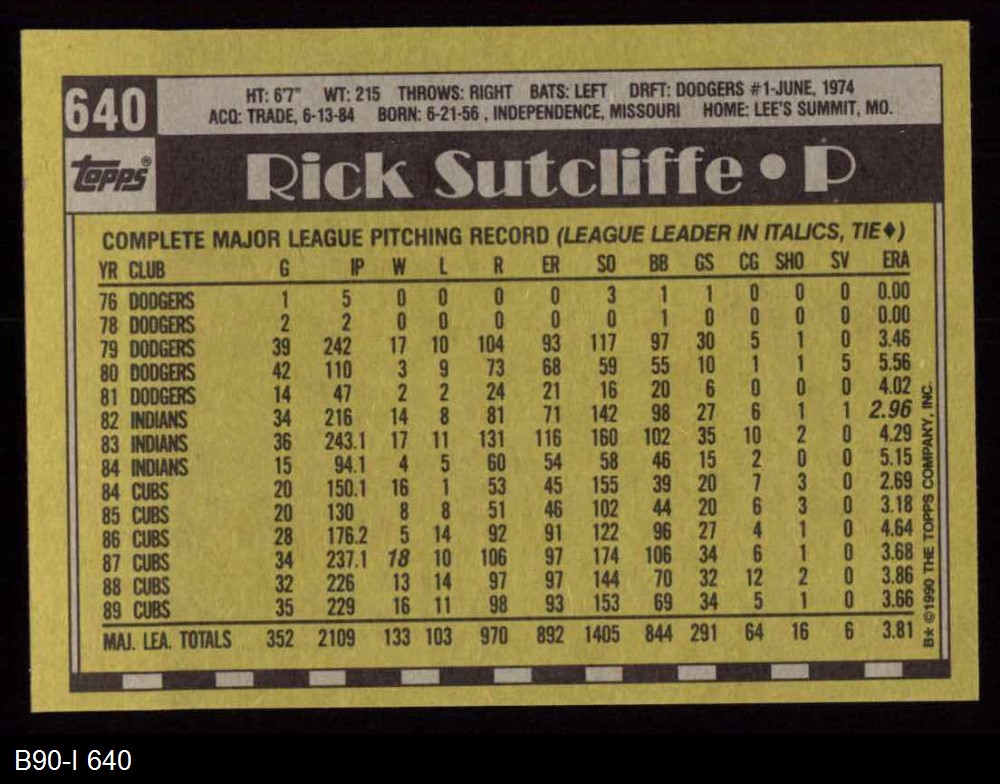 640
HT: 6'7" WT: 215 THROWS: RIGHT BATS: LEFT DRFT: DODGERS #1-JUNE, 1974
ACQ: TRADE, 6-13-84 BORN: 6-21-56 , INDEPENDENCE, MISSOURI HOME: LEE'S SUMMIT, MO.
Topps®
Rick Sutcliffe • P
COMPLETE MAJOR LEAGUE PITCHING RECORD (LEAGUE LEADER IN ITALICS, TIE♦)
YR CLUB G IP W L R ER SO BB GS CG SHO SV ERA
76 DODGERS 1 5 0 0 0 0 3 1 1 0 0 0 0.00
78 DODGERS 2 2 0 0 0 0 0 1 0 0 0 0 0.00
79 DODGERS 39 242 17 10 104 93 117 97 30 5 1 0 3.46
80 DODGERS 42 110 3 9 73 68 59 55 10 1 1 5 5.56
81 DODGERS 14 47 2 2 24 21 16 20 6 0 0 0 4.02
82 INDIANS 34 216 14 8 81 71 142 98 27 6 1 1 2.96
83 INDIANS 36 243.1 17 11 131 116 160 102 35 10 2 0 4.29
84 INDIANS 15 94.1 4 5 60 54 58 46 15 2 0 0 5.15
84 CUBS 20 150.1 16 1 53 45 155 39 20 7 3 0 2.69
85 CUBS 20 130 8 8 51 46 102 44 20 6 3 0 3.18
86 CUBS 28 176.2 5 14 92 91 122 96 27 4 1 0 4.64
87 CUBS 34 237.1 18 10 106 97 174 106 34 6 1 0 3.68
88 CUBS 32 226 13 14 97 97 144 70 32 12 2 0 3.86
89 CUBS 35 229 16 11 98 93 153 69 34 5 1 0 3.66
MAJ. LEA. TOTALS 352 2109 133 103 970 892 1405 844 291 64 16 6 3.81
B* ©1990 THE TOPPS COMPANY, INC.
B90-I 640